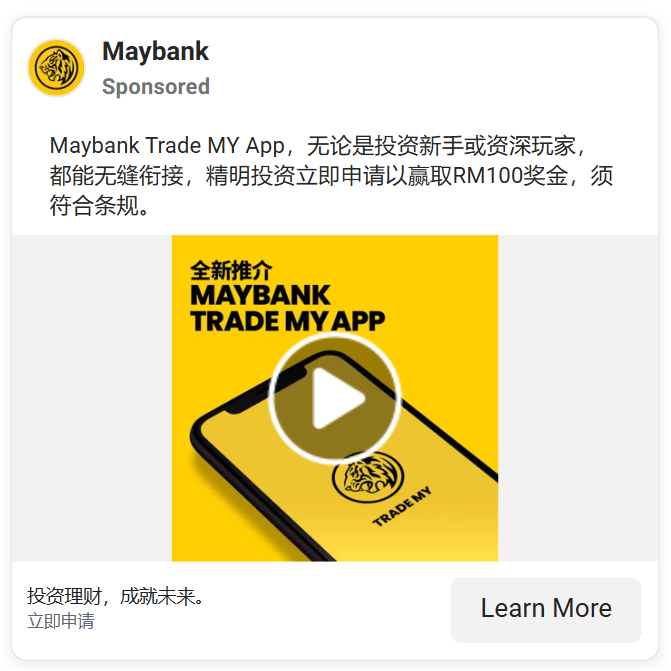 Maybank
Sponsored
Maybank Trade MY App，无论是投资新手或资深玩家，
都能无缝衔接，精明投资立即申请以赢取RM100奖金，须
符合条规。
全新推介
MAYBANK
TRADE MY APP
TRADE MY
投资理财，成就未来。
立即申请
Learn More